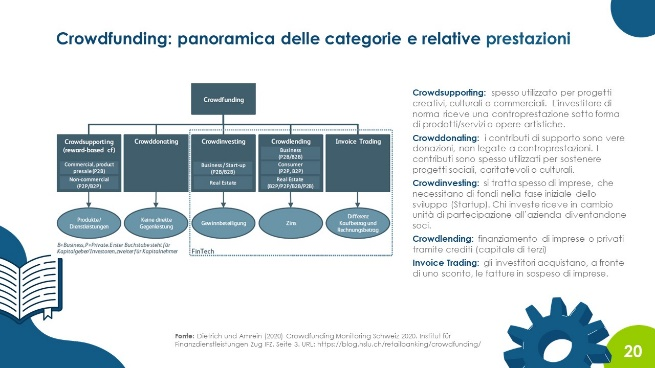 Crowdfunding: panoramica delle categorie e relative prestazioni
Crowdfunding
Crowdsupporting
(reward-based cf)
Commercial, product
presale(P2B)
Non-commercial
(P2P/B2P)
Crowddonating
Crowdinvesting
Business/Start-up
(P2B/B2B)
Real Estate
Crowdlending
Business
(P2B/B2B)
Consumer
(P2P, B2P)
Real Estate
(B2P/P2P/B2B/P2B)
Invoice Trading
Produkte/
Dienstleistungen
Keine direkte
Gegenleistung
Gewinnbeteiligung
Zins
Differenz
Kaufbetrag und
Rechnungsbetrag
B=Business, P=Private. Erster Buchstabe steht für
Kapitalgeber/Investoren, zweiter für Kapitalnehmer
FinTech
Crowdsupporting: spesso utilizzato per progetti
creativi, culturali o commerciali. L'investitore di
norma riceve una controprestazione sotto forma
di prodotti/servizi o opere artistiche.
Crowddonating: i contributi di supporto sono vere
donazioni, non legate a controprestazioni. I
contributi sono spesso utilizzati per sostenere
progetti sociali, caritatevoli o culturali.
Crowdinvesting: si tratta spesso di imprese, che
necessitano di fondi nella fase iniziale dello
sviluppo (Startup). Chi investe riceve in cambio
unità di partecipazione all'azienda diventandone
soci.
Crowdlending: finanziamento di imprese o privati
tramite crediti (capitale di terzi)
Invoice Trading: gli investitori acquistano, a fronte
di uno sconto, le fatture in sospeso di imprese.
Fonte: Dietrich und Amrein (2020). Crowdfunding Monitoring Schweiz 2020. Institut für
Finanzdienstleistungen Zug IFZ. Seite 3. URL: https://blog.hslu.ch/retailbanking/crowdfunding/
20